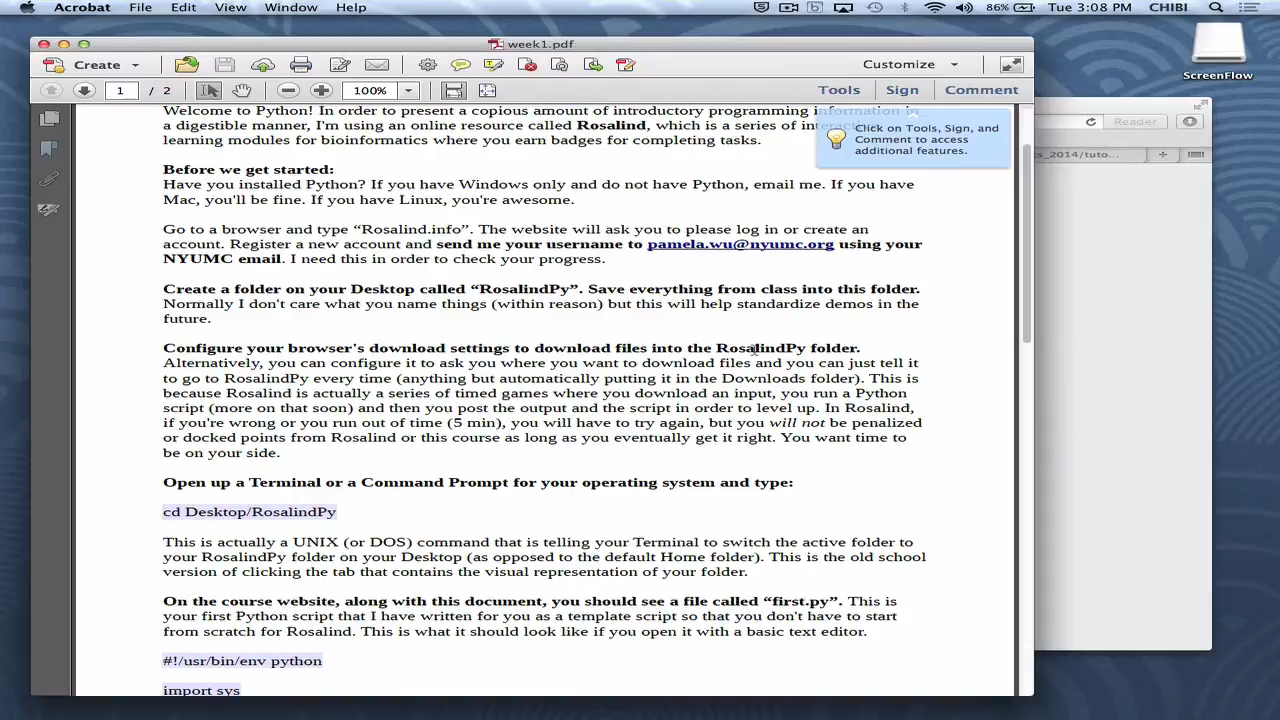 Acrobat File Edit View Window Help
86% Tue 3:08 PM CHIBI
week1.pdf
ScreenFlow
Create
Customize
1 / 2
100%
Tools Sign Comment
Reader
Welcome to Python! In order to present a copious amount of introductory programming information in
a digestible manner, I'm using an online resource called Rosalind, which is a series of
learning modules for bioinformatics where you earn badges for completing tasks.
Click on Tools, Sign, and
Comment to access
additional features.
s_2014/tuto...
Before we get started:
Have you installed Python? If you have Windows only and do not have Python, email me. If you have
Mac, you'll be fine. If you have Linux, you're awesome.
Go to a browser and type “Rosalind.info”. The website will ask you to please log in or create an
account. Register a new account and send me your username to pamela.wu@nyumc.org using your
NYUMC email. I need this in order to check your progress.
Create a folder on your Desktop called “RosalindPy”. Save everything from class into this folder.
Normally I don't care what you name things (within reason) but this will help standardize demos in the
future.
Configure your browser's download settings to download files into the RosalindPy folder.
Alternatively, you can configure it to ask you where you want to download files and you can just tell it
to go to RosalindPy every time (anything but automatically putting it in the Downloads folder). This is
because Rosalind is actually a series of timed games where you download an input, you run a Python
script (more on that soon) and then you post the output and the script in order to level up. In Rosalind,
if you're wrong or you run out of time (5 min), you will have to try again, but you will not be penalized
or docked points from Rosalind or this course as long as you eventually get it right. You want time to
be on your side.
Open up a Terminal or a Command Prompt for your operating system and type:
cd Desktop/RosalindPy
This is actually a UNIX (or DOS) command that is telling your Terminal to switch the active folder to
your RosalindPy folder on your Desktop (as opposed to the default Home folder). This is the old school
version of clicking the tab that contains the visual representation of your folder.
On the course website, along with this document, you should see a file called “first.py”. This is
your first Python script that I have written for you as a template script so that you don't have to start
from scratch for Rosalind. This is what it should look like if you open it with a basic text editor.
#!/usr/bin/env python
import sys